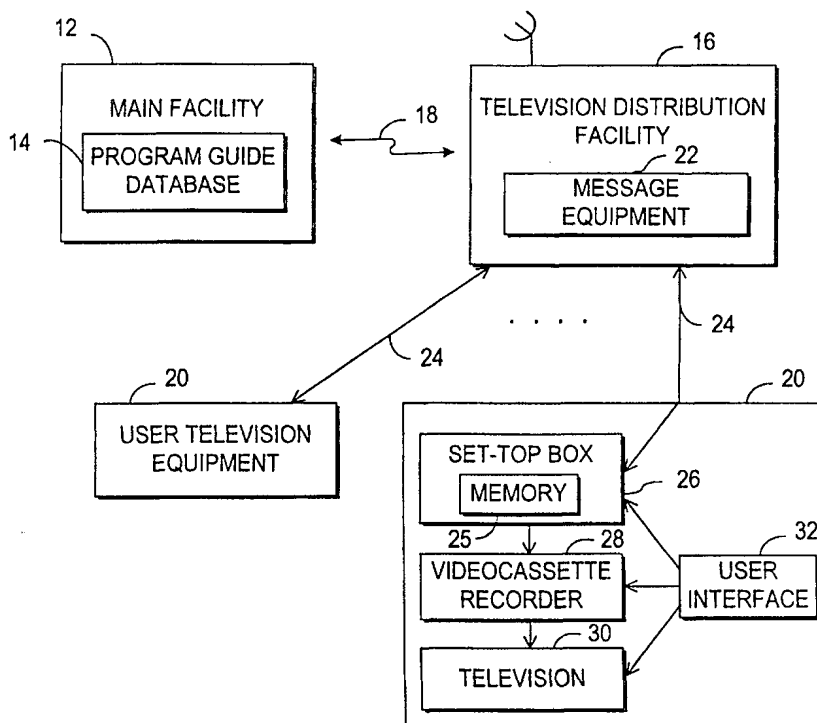 12
MAIN FACILITY
14
PROGRAM GUIDE
DATABASE
18
16
TELEVISION DISTRIBUTION
FACILITY
22
MESSAGE
EQUIPMENT
. . . .
24
24
20
USER TELEVISION
EQUIPMENT
20
SET-TOP BOX
MEMORY
25
26
28
VIDEOCASSETTE
RECORDER
32
USER
INTERFACE
30
TELEVISION